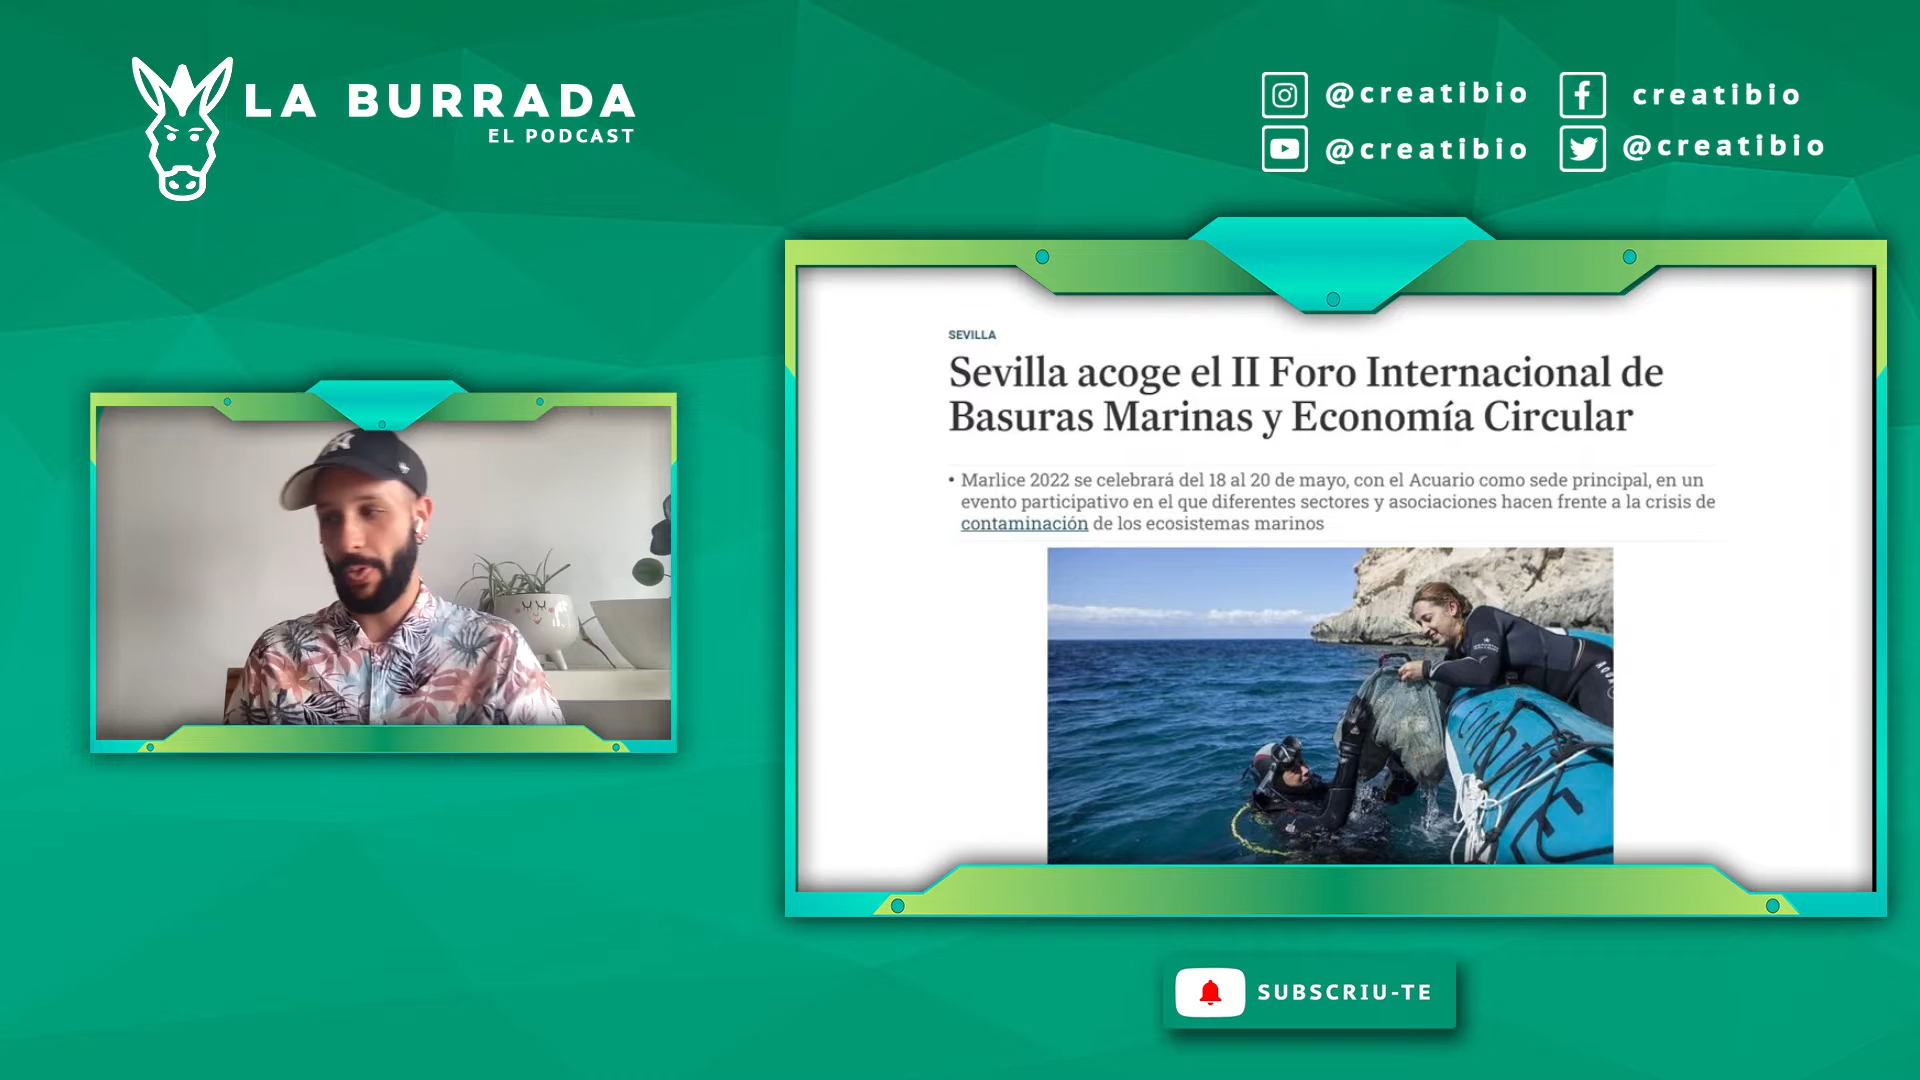 LA BURRADA
EL PODCAST
@creatibio
creatibio
@creatibio
@creatibio
SEVILLA
Sevilla acoge el II Foro Internacional de
Basuras Marinas y Economía Circular
• Marlice 2022 se celebrará del 18 al 20 de mayo, con el Acuario como sede principal, en un
evento participativo en el que diferentes sectores y asociaciones hacen frente a la crisis de
contaminación de los ecosistemas marinos
SUBSCRIU-TE